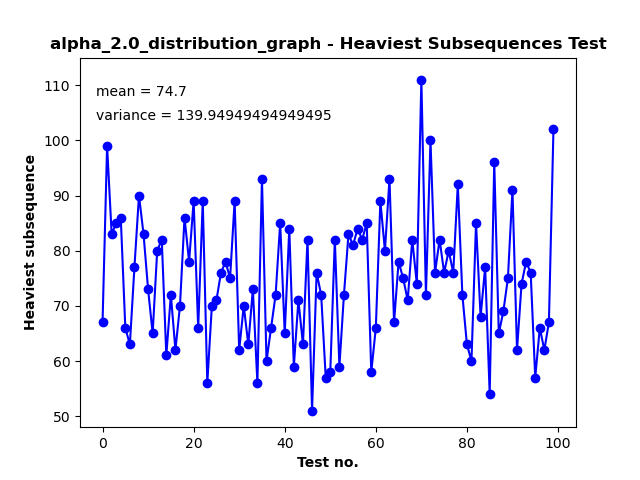 alpha_2.0_distribution_graph - Heaviest Subsequences Test
mean = 74.7
variance = 139.94949494949495
110
100
90
80
70
60
50
Heaviest subsequence
0 20 40 60 80 100
Test no.